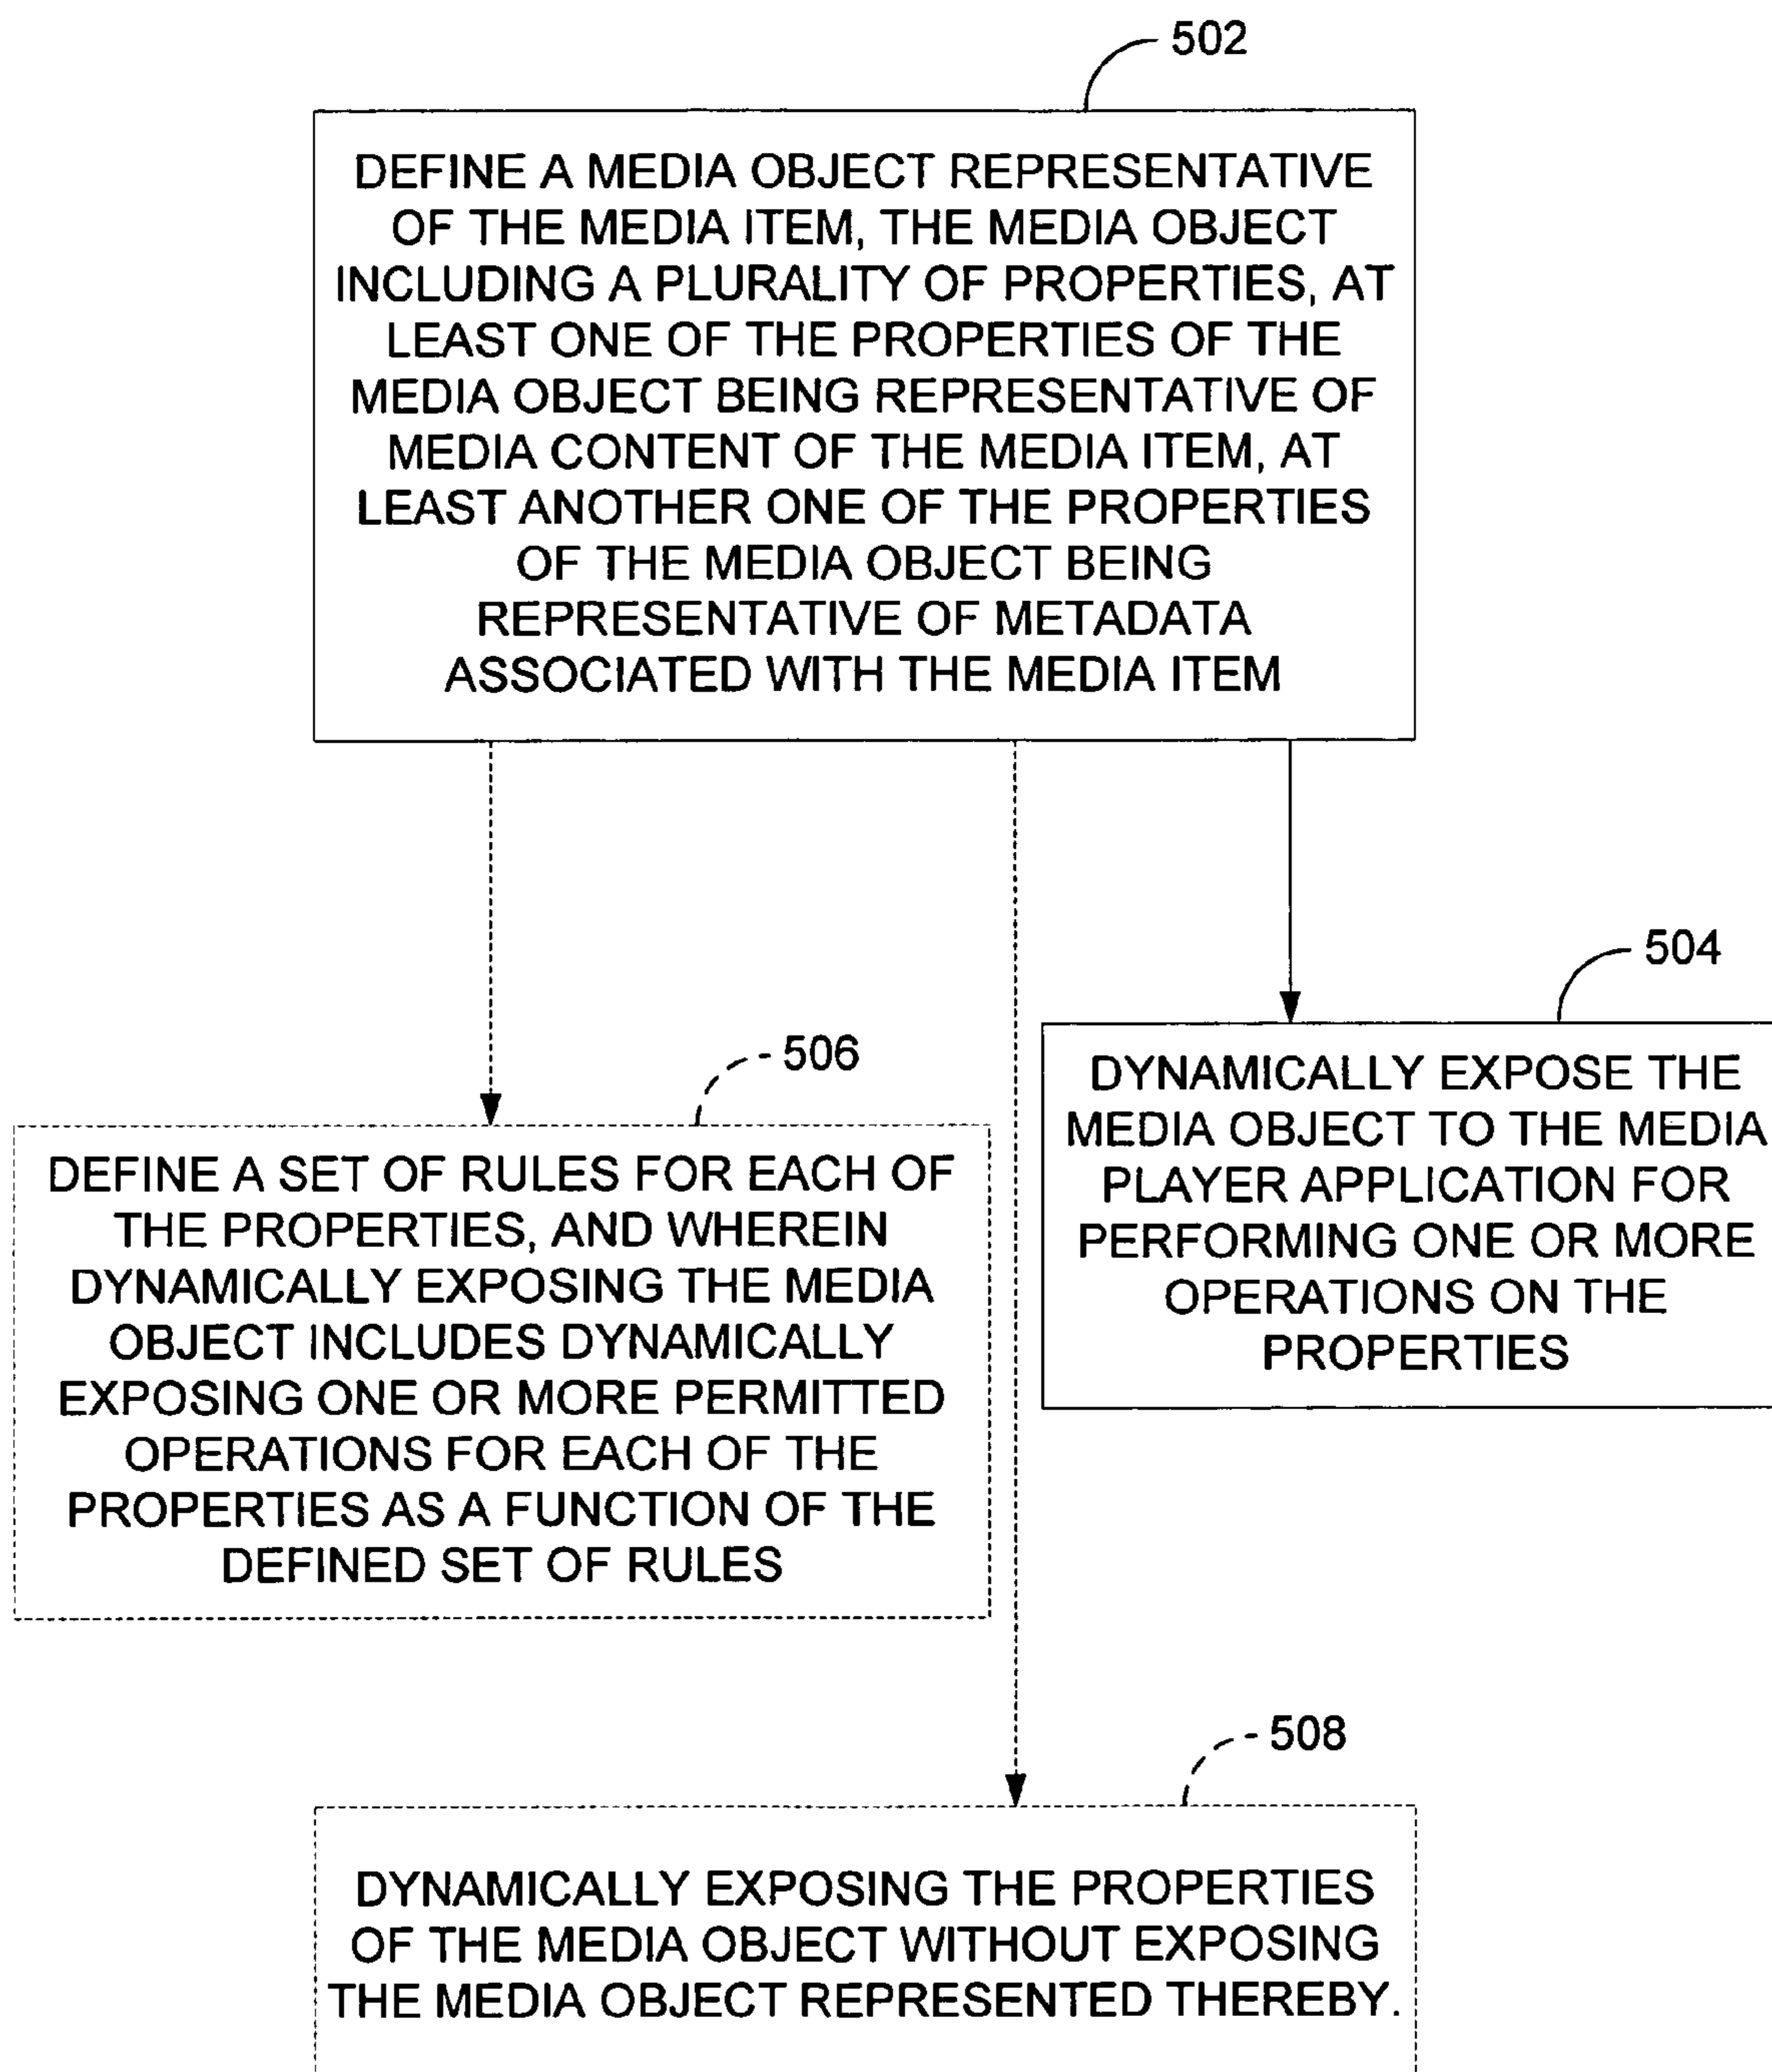 502
DEFINE A MEDIA OBJECT REPRESENTATIVE
OF THE MEDIA ITEM, THE MEDIA OBJECT
INCLUDING A PLURALITY OF PROPERTIES, AT
LEAST ONE OF THE PROPERTIES OF THE
MEDIA OBJECT BEING REPRESENTATIVE OF
MEDIA CONTENT OF THE MEDIA ITEM, AT
LEAST ANOTHER ONE OF THE PROPERTIES
OF THE MEDIA OBJECT BEING
REPRESENTATIVE OF METADATA
ASSOCIATED WITH THE MEDIA ITEM
504
DYNAMICALLY EXPOSE THE
MEDIA OBJECT TO THE MEDIA
PLAYER APPLICATION FOR
PERFORMING ONE OR MORE
OPERATIONS ON THE
PROPERTIES
506
DEFINE A SET OF RULES FOR EACH OF
THE PROPERTIES, AND WHEREIN
DYNAMICALLY EXPOSING THE MEDIA
OBJECT INCLUDES DYNAMICALLY
EXPOSING ONE OR MORE PERMITTED
OPERATIONS FOR EACH OF THE
PROPERTIES AS A FUNCTION OF THE
DEFINED SET OF RULES
508
DYNAMICALLY EXPOSING THE PROPERTIES
OF THE MEDIA OBJECT WITHOUT EXPOSING
THE MEDIA OBJECT REPRESENTED THEREBY.